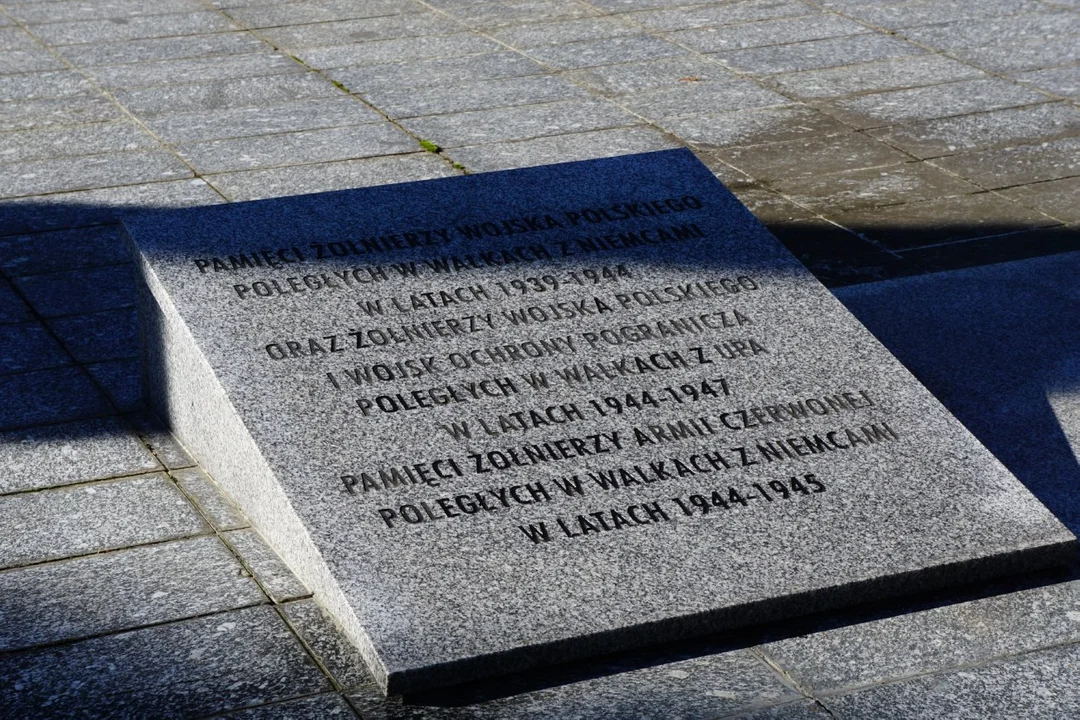 PAMIĘCI ŻOŁNIERZY WOJSKA POLSKIEGO
POLEGŁYCH W WALKACH Z NIEMCAMI
W LATACH 1939-1944
ORAZ ŻOŁNIERZY WOJSKA POLSKIEGO
I WOJSK OCHRONY POGRANICZA
POLEGŁYCH W WALKACH Z UPA
W LATACH 1944-1947
PAMIĘCI ŻOŁNIERZY ARMII CZERWONEJ
POLEGŁYCH W WALKACH Z NIEMCAMI
W LATACH 1944-1945